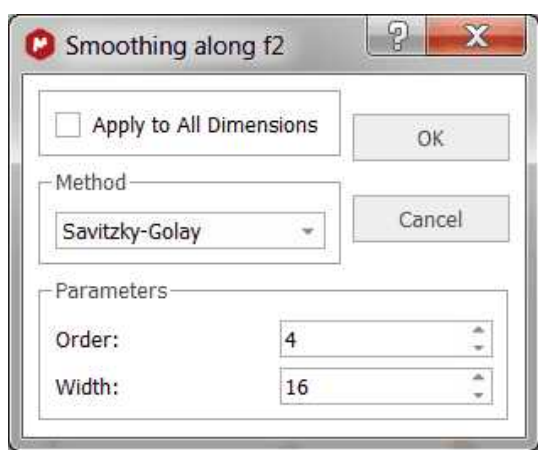 Smoothing along f2
Apply to All Dimensions
OK
Method
Savitzky-Golay
Cancel
Parameters
Order: 4
Width: 16